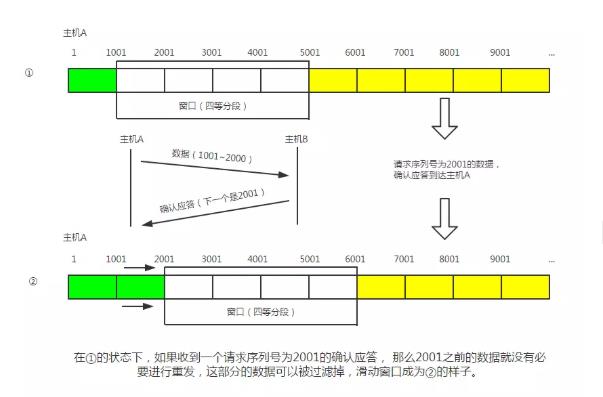 主机A
1 1001 2001 3001 4001 5001 6001 7001 8001 9001 ...
①
窗口（四等分段）
主机A 主机B
数据（1001~2000）
确认应答（下一个是2001）
请求序列号为2001的数据，
确认应答到达主机A
主机A
1 1001 2001 3001 4001 5001 6001 7001 8001 9001 ...
②
窗口（四等分段）
在①的状态下，如果收到一个请求序列号为2001的确认应答， 那么2001之前的数据就没有必
要进行重发，这部分的数据可以被过滤掉，滑动窗口成为②的样子。